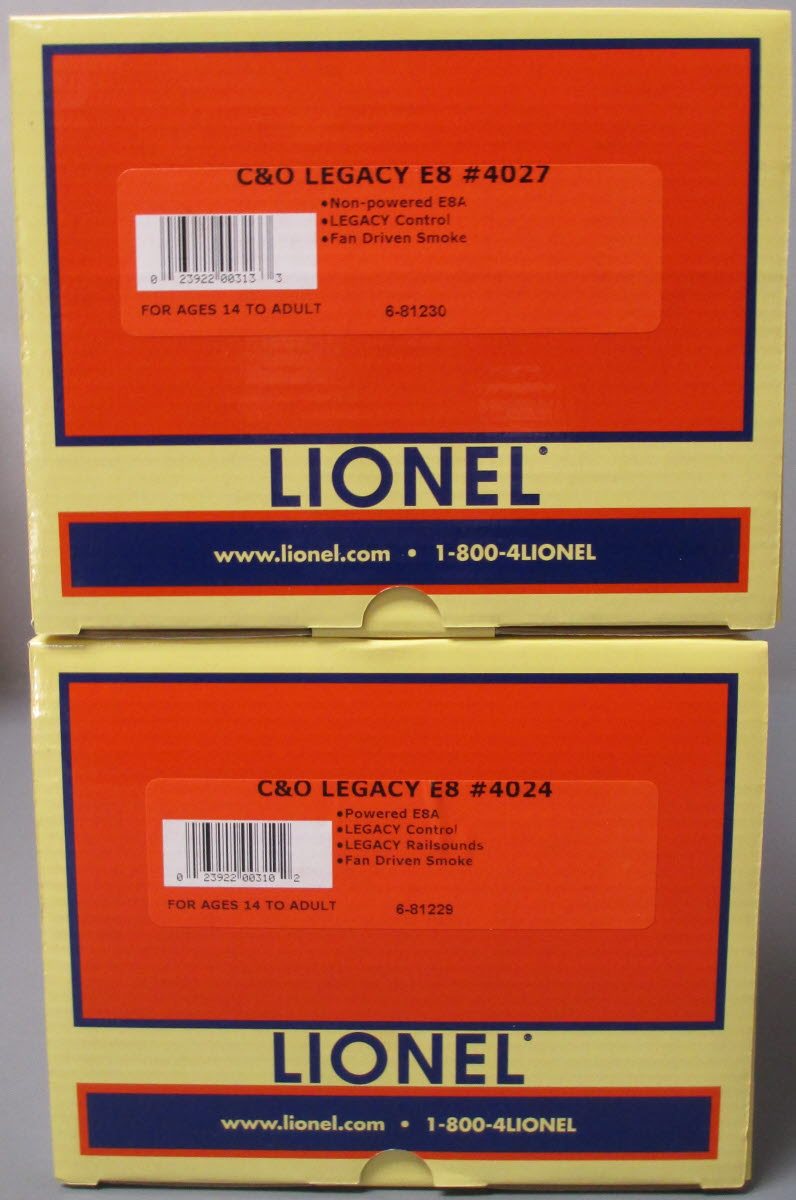 C&O LEGACY E8 #4027
•Non-powered E8A
•LEGACY Control
•Fan Driven Smoke
0 23922 00313 3
FOR AGES 14 TO ADULT 6-81230
LIONEL®
www.lionel.com • 1-800-4LIONEL
C&O LEGACY E8 #4024
•Powered E8A
•LEGACY Control
•LEGACY Railsounds
•Fan Driven Smoke
0 23922 00310 2
FOR AGES 14 TO ADULT 6-81229
LIONEL®
www.lionel.com • 1-800-4LIONEL